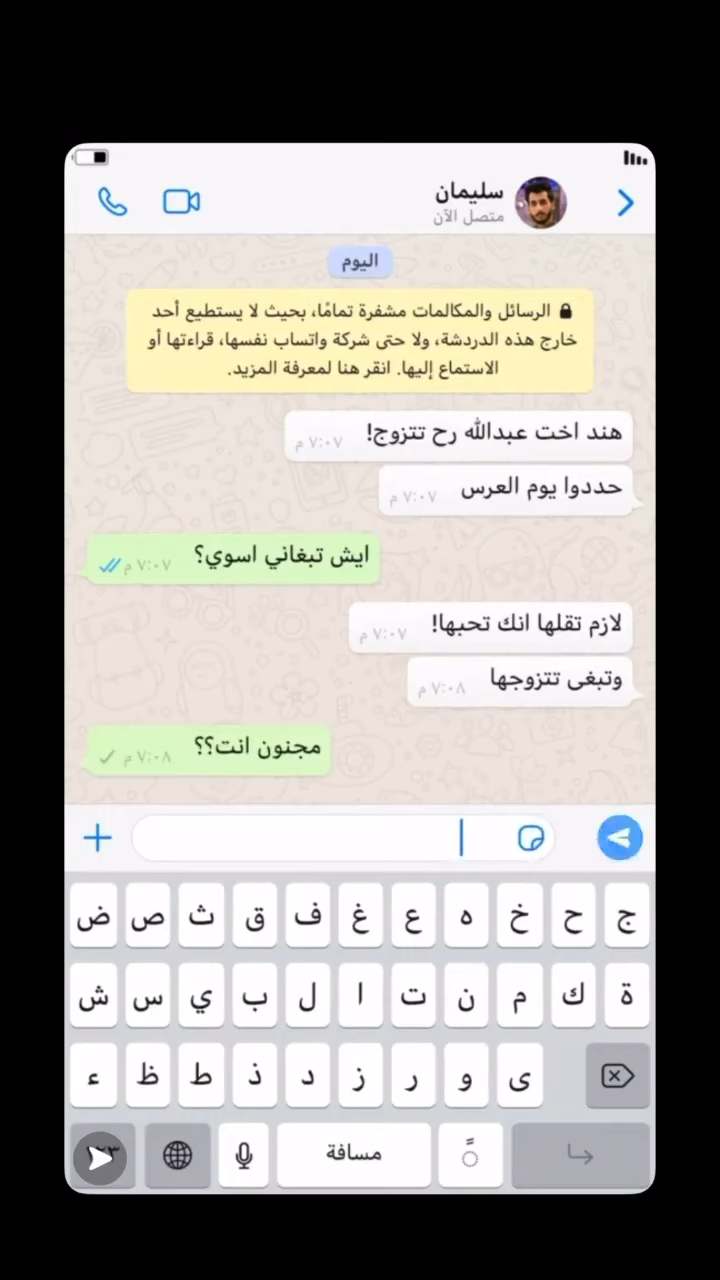 سليمان
متصل الآن
اليوم
الرسائل والمكالمات مشفرة تمامًا، بحيث لا يستطيع أحد
خارج هذه الدردشة، ولا حتى شركة واتساب نفسها، قراءتها أو
الاستماع إليها. انقر هنا لمعرفة المزيد.
هند اخت عبدالله رح تتزوج!
٧:٠٧ م
حددوا يوم العرس
٧:٠٧ م
ايش تبغاني اسوي؟
٧:٠٧ م
لازم تقلها انك تحبها!
٧:٠٧ م
وتبغى تتزوجها
٧:٠٨ م
مجنون انت؟؟
٧:٠٨ م
ج ح خ ه ع غ ف ق ث ص ض
ة ك م ن ت ا ل ب ي س ش
ى و ر ز د ذ ط ظ ء
مسافة